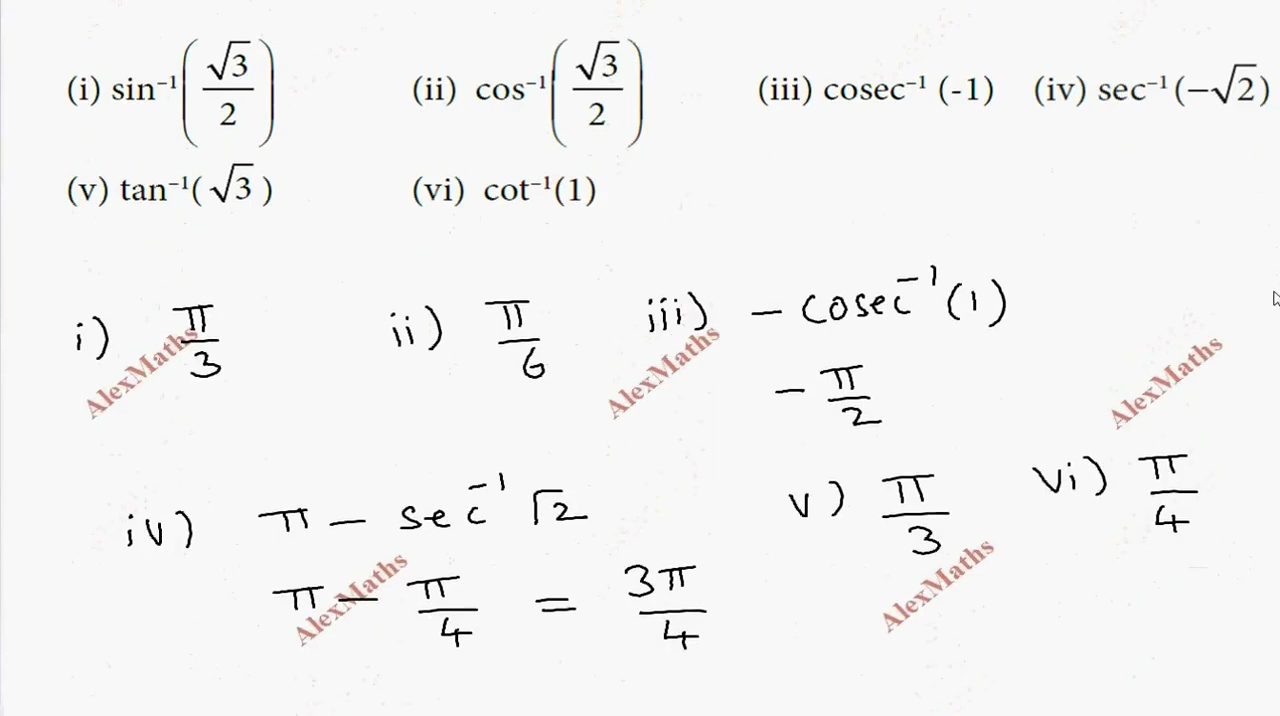 (i) sin⁻¹(√3/2) (ii) cos⁻¹(√3/2) (iii) cosec⁻¹ (-1) (iv) sec⁻¹(−√2)
(v) tan⁻¹(√3) (vi) cot⁻¹(1)
i) π/3 ii) π/6 iii) − cosec⁻¹(1)
AlexMaths AlexMaths AlexMaths
− π/2
iv) π − sec⁻¹ √2 v) π/3 vi) π/4
π − π/4 = 3π/4
AlexMaths AlexMaths